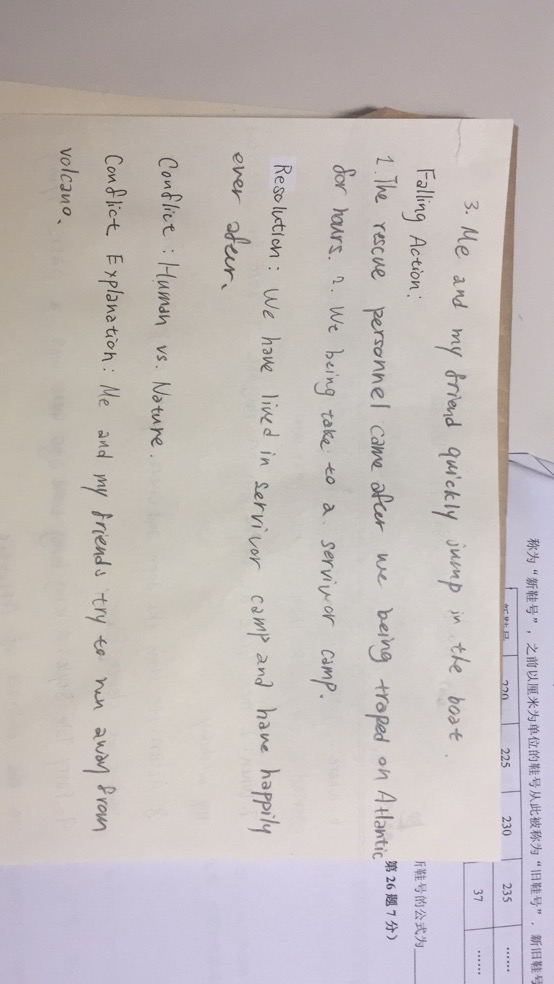 3. Me and my friend quickly jump in the boat.
Falling Action:
1. The rescue personnel came after we being traped on Atlantic
for hours. 2. We being take to a servivor camp.
Resolution: We have lived in servivor camp and have happily
ever afeur.
Conflict: Human vs. Nature.
Conflict Explanation: Me and my friends try to run away from
volcano.
称为“新鞋号”，之前以厘米为单位的鞋号从此被称为“旧鞋号”．新旧鞋号
220 225 230 235 ……
37 ……
新鞋号的公式为
第26题7分）